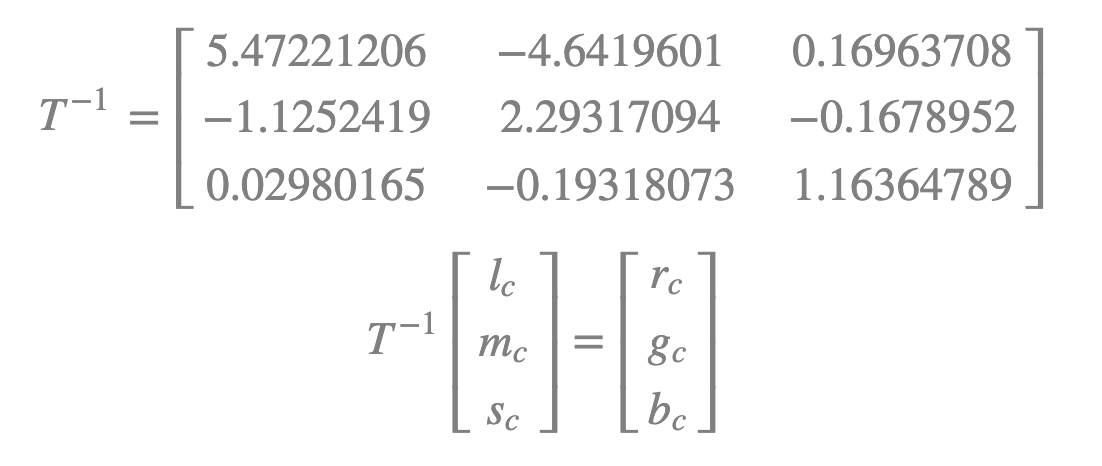 5.47221206 −4.6419601 0.16963708
T⁻¹ = −1.1252419 2.29317094 −0.1678952
0.02980165 −0.19318073 1.16364789
l_c r_c
T⁻¹ m_c = g_c
s_c b_c